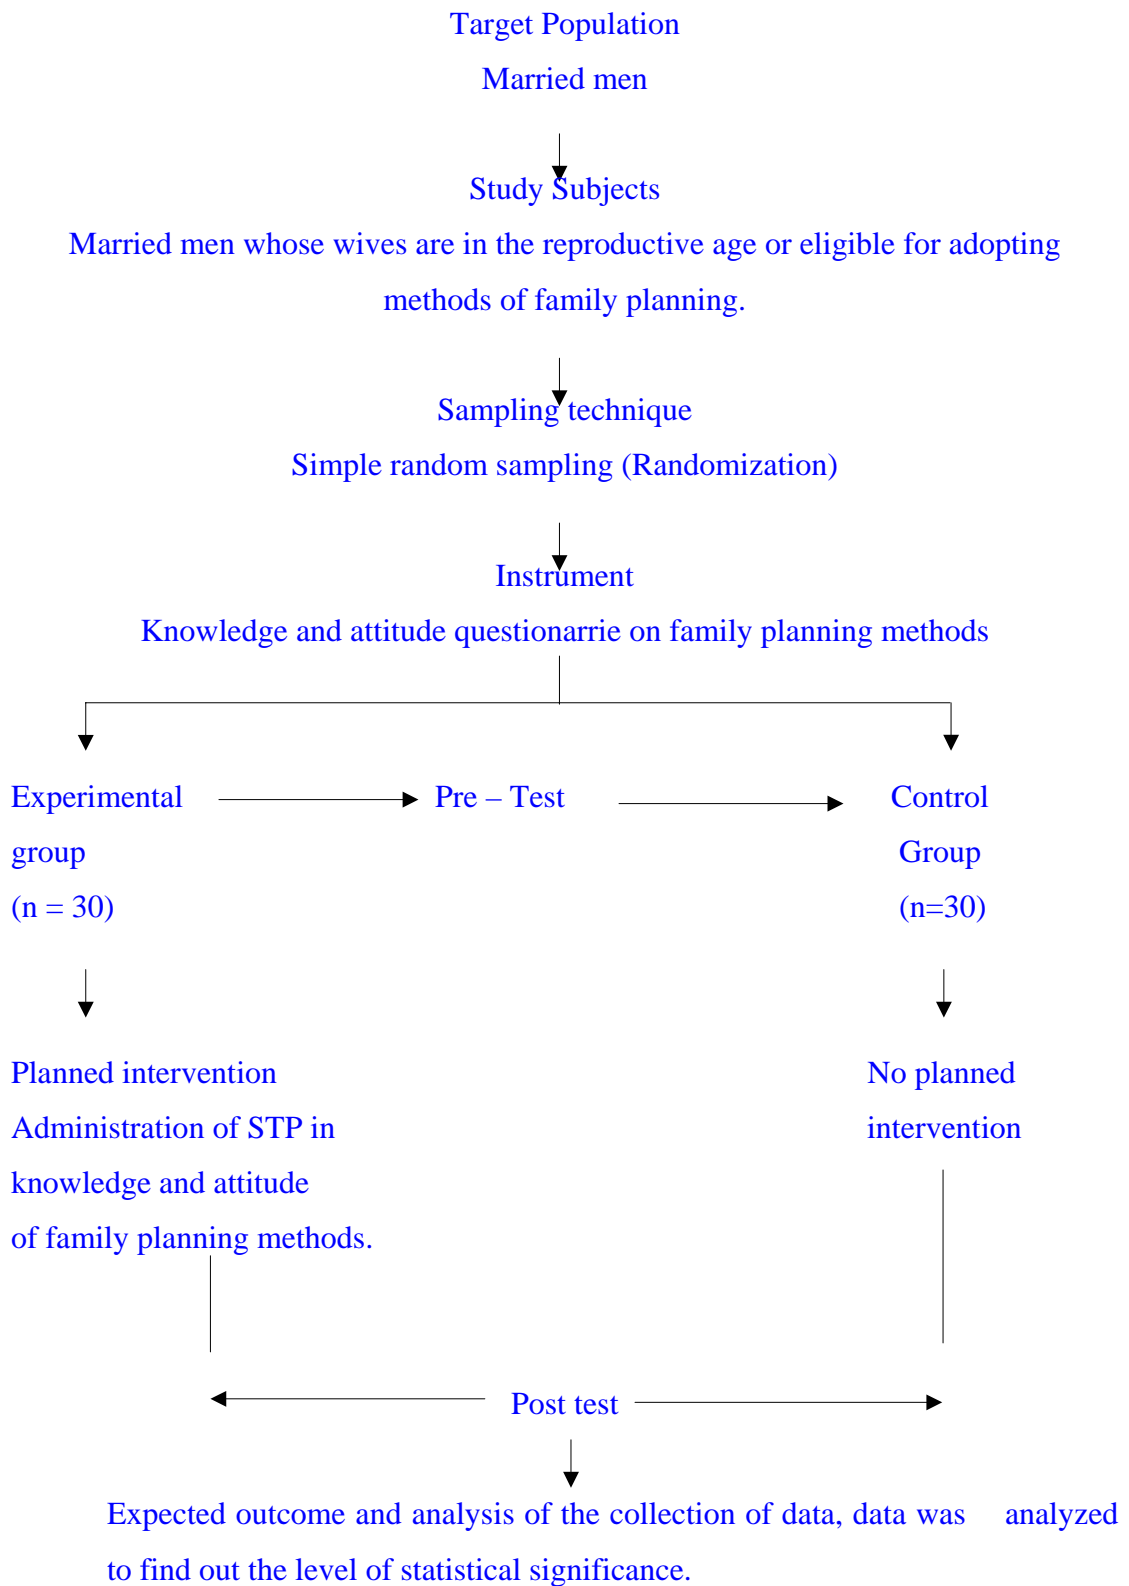 Target Population
Married men
Study Subjects
Married men whose wives are in the reproductive age or eligible for adopting
methods of family planning.
Sampling technique
Simple random sampling (Randomization)
Instrument
Knowledge and attitude questionarrie on family planning methods
Experimental
group
(n = 30)
Pre – Test
Control
Group
(n=30)
Planned intervention
Administration of STP in
knowledge and attitude
of family planning methods.
No planned
intervention
Post test
Expected outcome and analysis of the collection of data, data was analyzed
to find out the level of statistical significance.